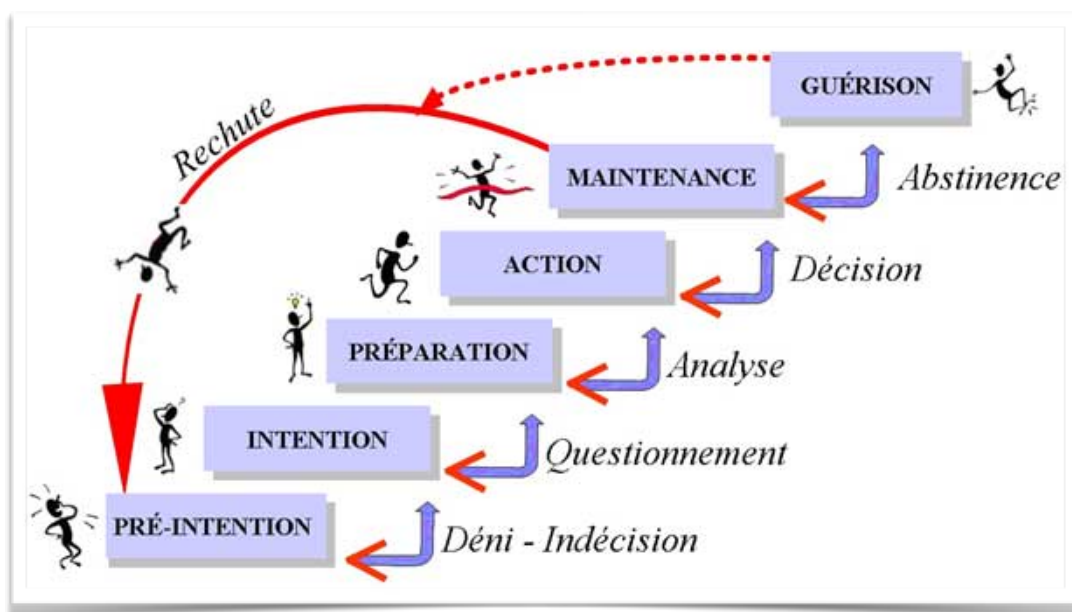 GUÉRISON
Rechute
MAINTENANCE
Abstinence
ACTION
Décision
PRÉPARATION
Analyse
INTENTION
Questionnement
PRÉ-INTENTION
Déni - Indécision